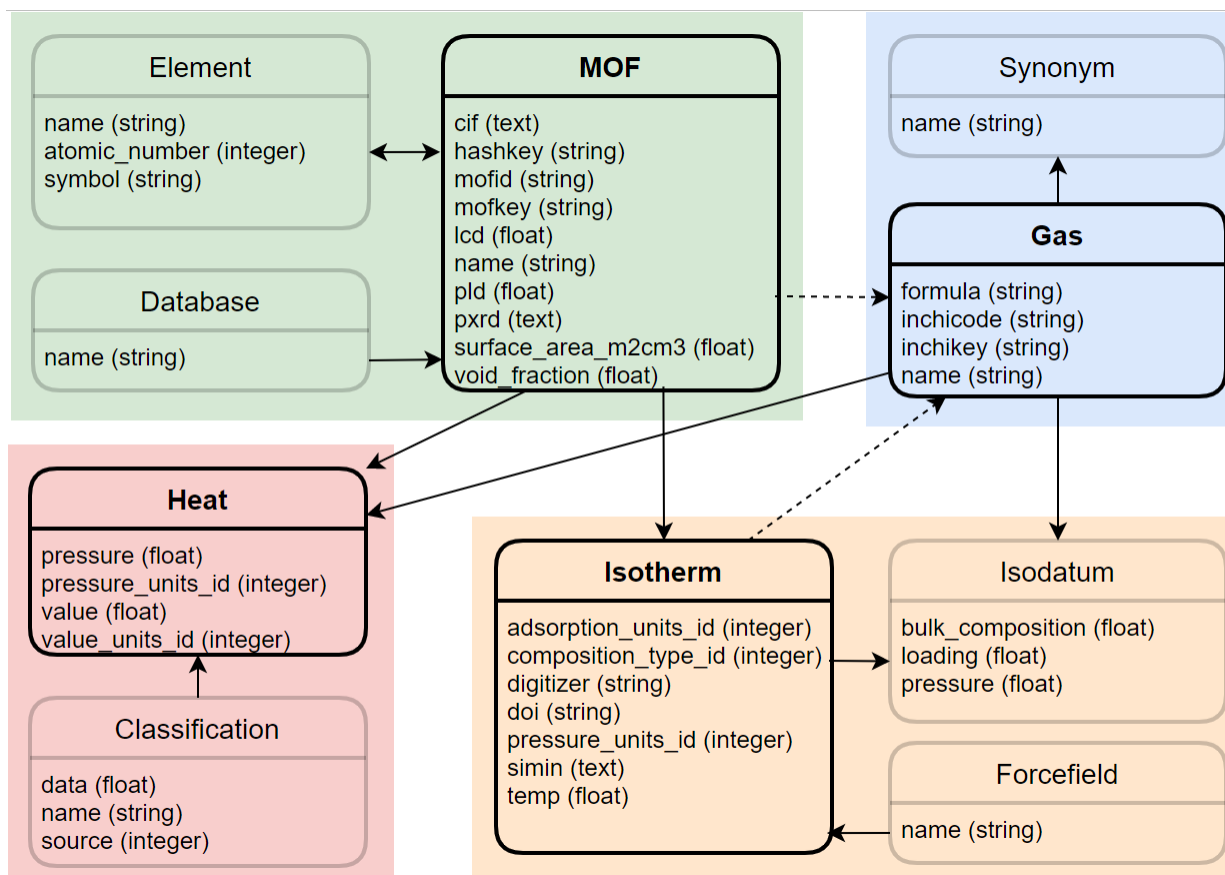 Element
name (string)
atomic_number (integer)
symbol (string)
MOF
cif (text)
hashkey (string)
mofid (string)
mofkey (string)
lcd (float)
name (string)
pld (float)
pxrd (text)
surface_area_m2cm3 (float)
void_fraction (float)
Synonym
name (string)
Database
name (string)
Gas
formula (string)
inchicode (string)
inchikey (string)
name (string)
Heat
pressure (float)
pressure_units_id (integer)
value (float)
value_units_id (integer)
Classification
data (float)
name (string)
source (integer)
Isotherm
adsorption_units_id (integer)
composition_type_id (integer)
digitizer (string)
doi (string)
pressure_units_id (integer)
simin (text)
temp (float)
Isodatum
bulk_composition (float)
loading (float)
pressure (float)
Forcefield
name (string)